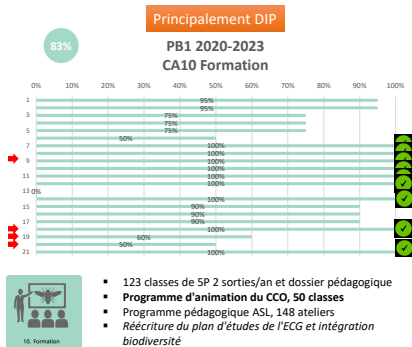 Principalement DIP
83%
PB1 2020-2023
CA10 Formation
0% 10% 20% 30% 40% 50% 60% 70% 80% 90% 100%
1 95%
95%
3 75%
75%
5 75%
50%
7 100%
100%
9 100%
100%
11 100%
100%
13 0%
100%
15 90%
90%
17 90%
100%
19 60%
50%
21 100%
10. Formation
▪ 123 classes de 5P 2 sorties/an et dossier pédagogique
▪ Programme d'animation du CCO, 50 classes
▪ Programme pédagogique ASL, 148 ateliers
▪ Réécriture du plan d'études de l'ECG et intégration
biodiversité